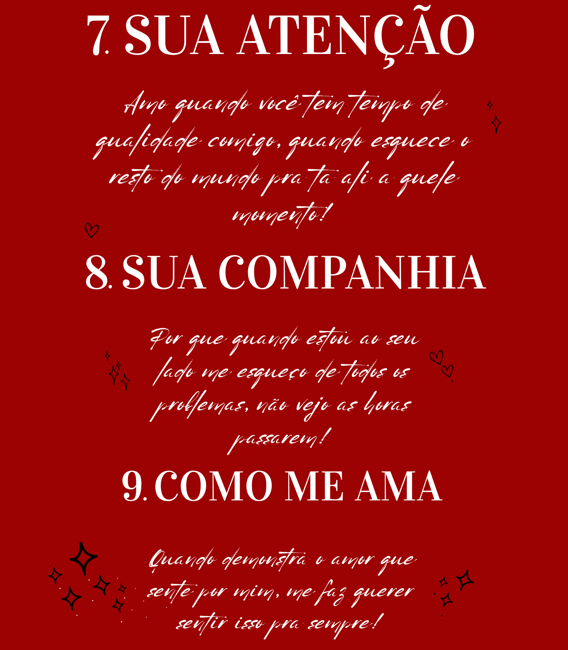 7. SUA ATENÇÃO
Amo quando você tem tempo de
qualidade comigo, quando esquece o
resto do mundo pra ta ali a quele
momento!
8. SUA COMPANHIA
Por que quando estou ao seu
lado me esqueço de todos os
problemas, não vejo as horas
passarem!
9. COMO ME AMA
Quando demonstra o amor que
sente por mim, me faz querer
sentir isso pra sempre!